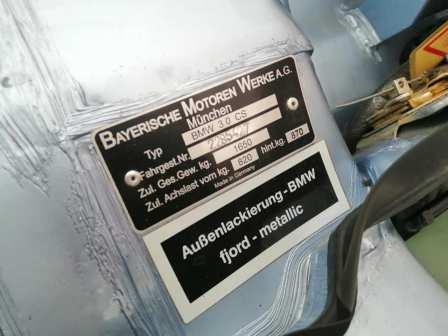 BAYERISCHE MOTOREN WERKE A.G.
München
Typ BMW 3.0 CS
Fahrgest.Nr.
Zul. Ges.Gew. kg. 1650
Zul. Achslast vorn kg. 820 hint.kg. 870
Made in Germany
Außenlackierung-BMW
fjord - metallic